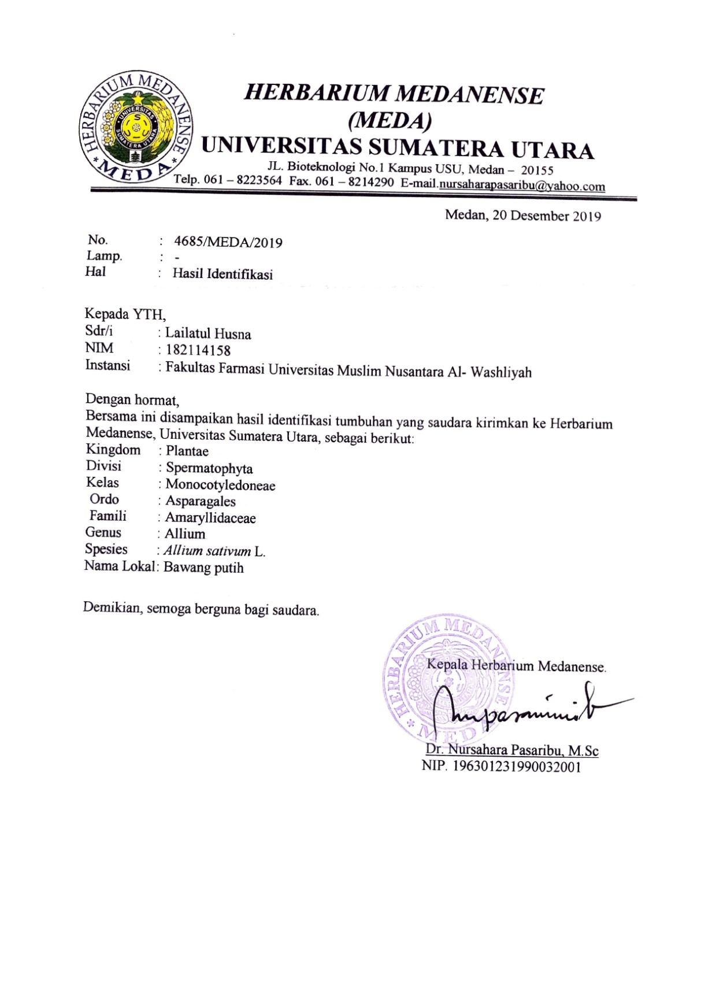 HERBARIUM MEDANENSE
MEDA
UNIVERSITAS
SUMATERA UTARA
HERBARIUM MEDANENSE
(MEDA)
UNIVERSITAS SUMATERA UTARA
JL. Bioteknologi No.1 Kampus USU, Medan – 20155
Telp. 061 – 8223564 Fax. 061 – 8214290 E-mail.nursaharapasaribu@yahoo.com
Medan, 20 Desember 2019
No. : 4685/MEDA/2019
Lamp. : -
Hal : Hasil Identifikasi
Kepada YTH,
Sdr/i : Lailatul Husna
NIM : 182114158
Instansi : Fakultas Farmasi Universitas Muslim Nusantara Al- Washliyah
Dengan hormat,
Bersama ini disampaikan hasil identifikasi tumbuhan yang saudara kirimkan ke Herbarium
Medanense, Universitas Sumatera Utara, sebagai berikut:
Kingdom : Plantae
Divisi : Spermatophyta
Kelas : Monocotyledoneae
Ordo : Asparagales
Famili : Amaryllidaceae
Genus : Allium
Spesies : Allium sativum L.
Nama Lokal: Bawang putih
Demikian, semoga berguna bagi saudara.
HERBARIUM MEDANENSE
MEDA
Kepala Herbarium Medanense.
Dr. Nursahara Pasaribu, M.Sc
NIP. 196301231990032001